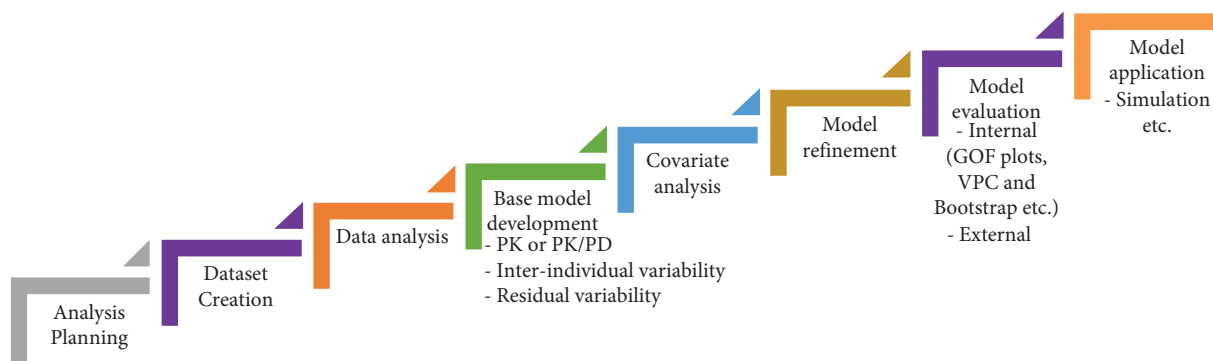 Analysis
Planning
Dataset
Creation
Data analysis
Base model
development
- PK or PK/PD
- Inter-individual variability
- Residual variability
Covariate
analysis
Model
refinement
Model
evaluation
- Internal
(GOF plots,
VPC and
Bootstrap etc.)
- External
Model
application
- Simulation
etc.